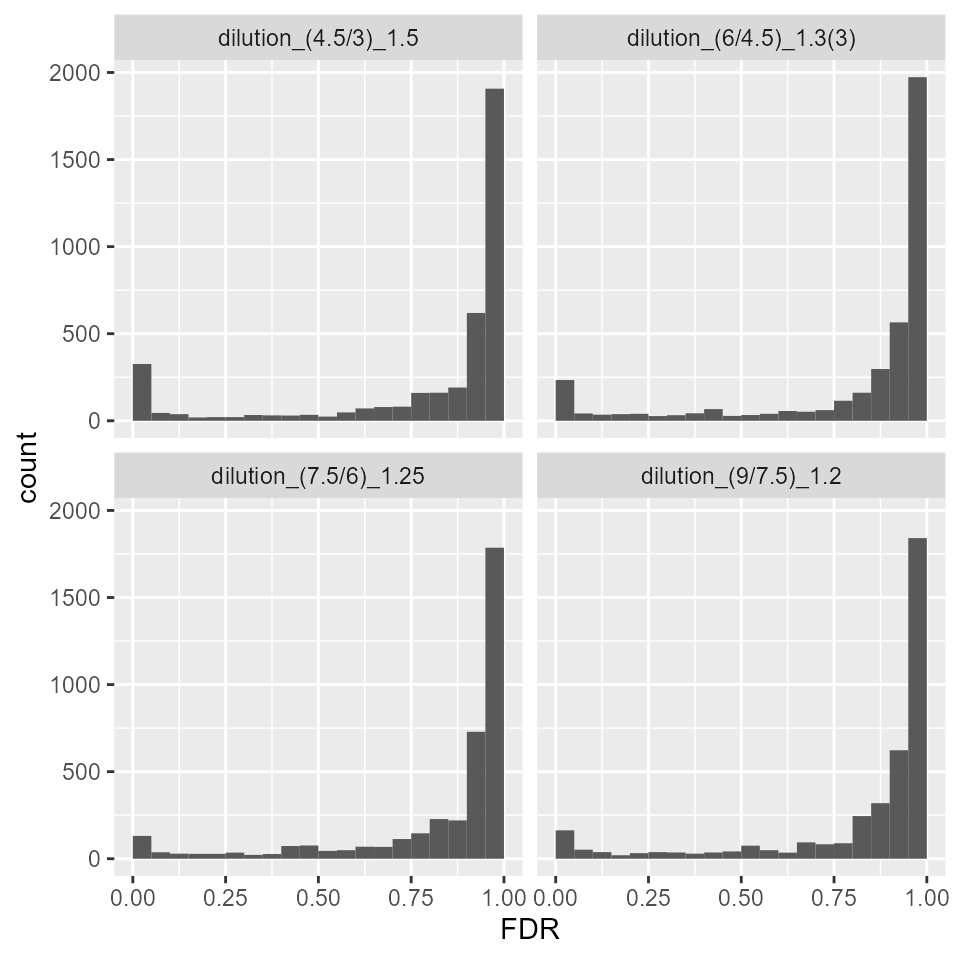 dilution_(4.5/3)_1.5 dilution_(6/4.5)_1.3(3)
2000
1500
1000
500
0
dilution_(7.5/6)_1.25 dilution_(9/7.5)_1.2
2000
1500
1000
500
0
0.00 0.25 0.50 0.75 1.00 0.00 0.25 0.50 0.75 1.00
FDR
count